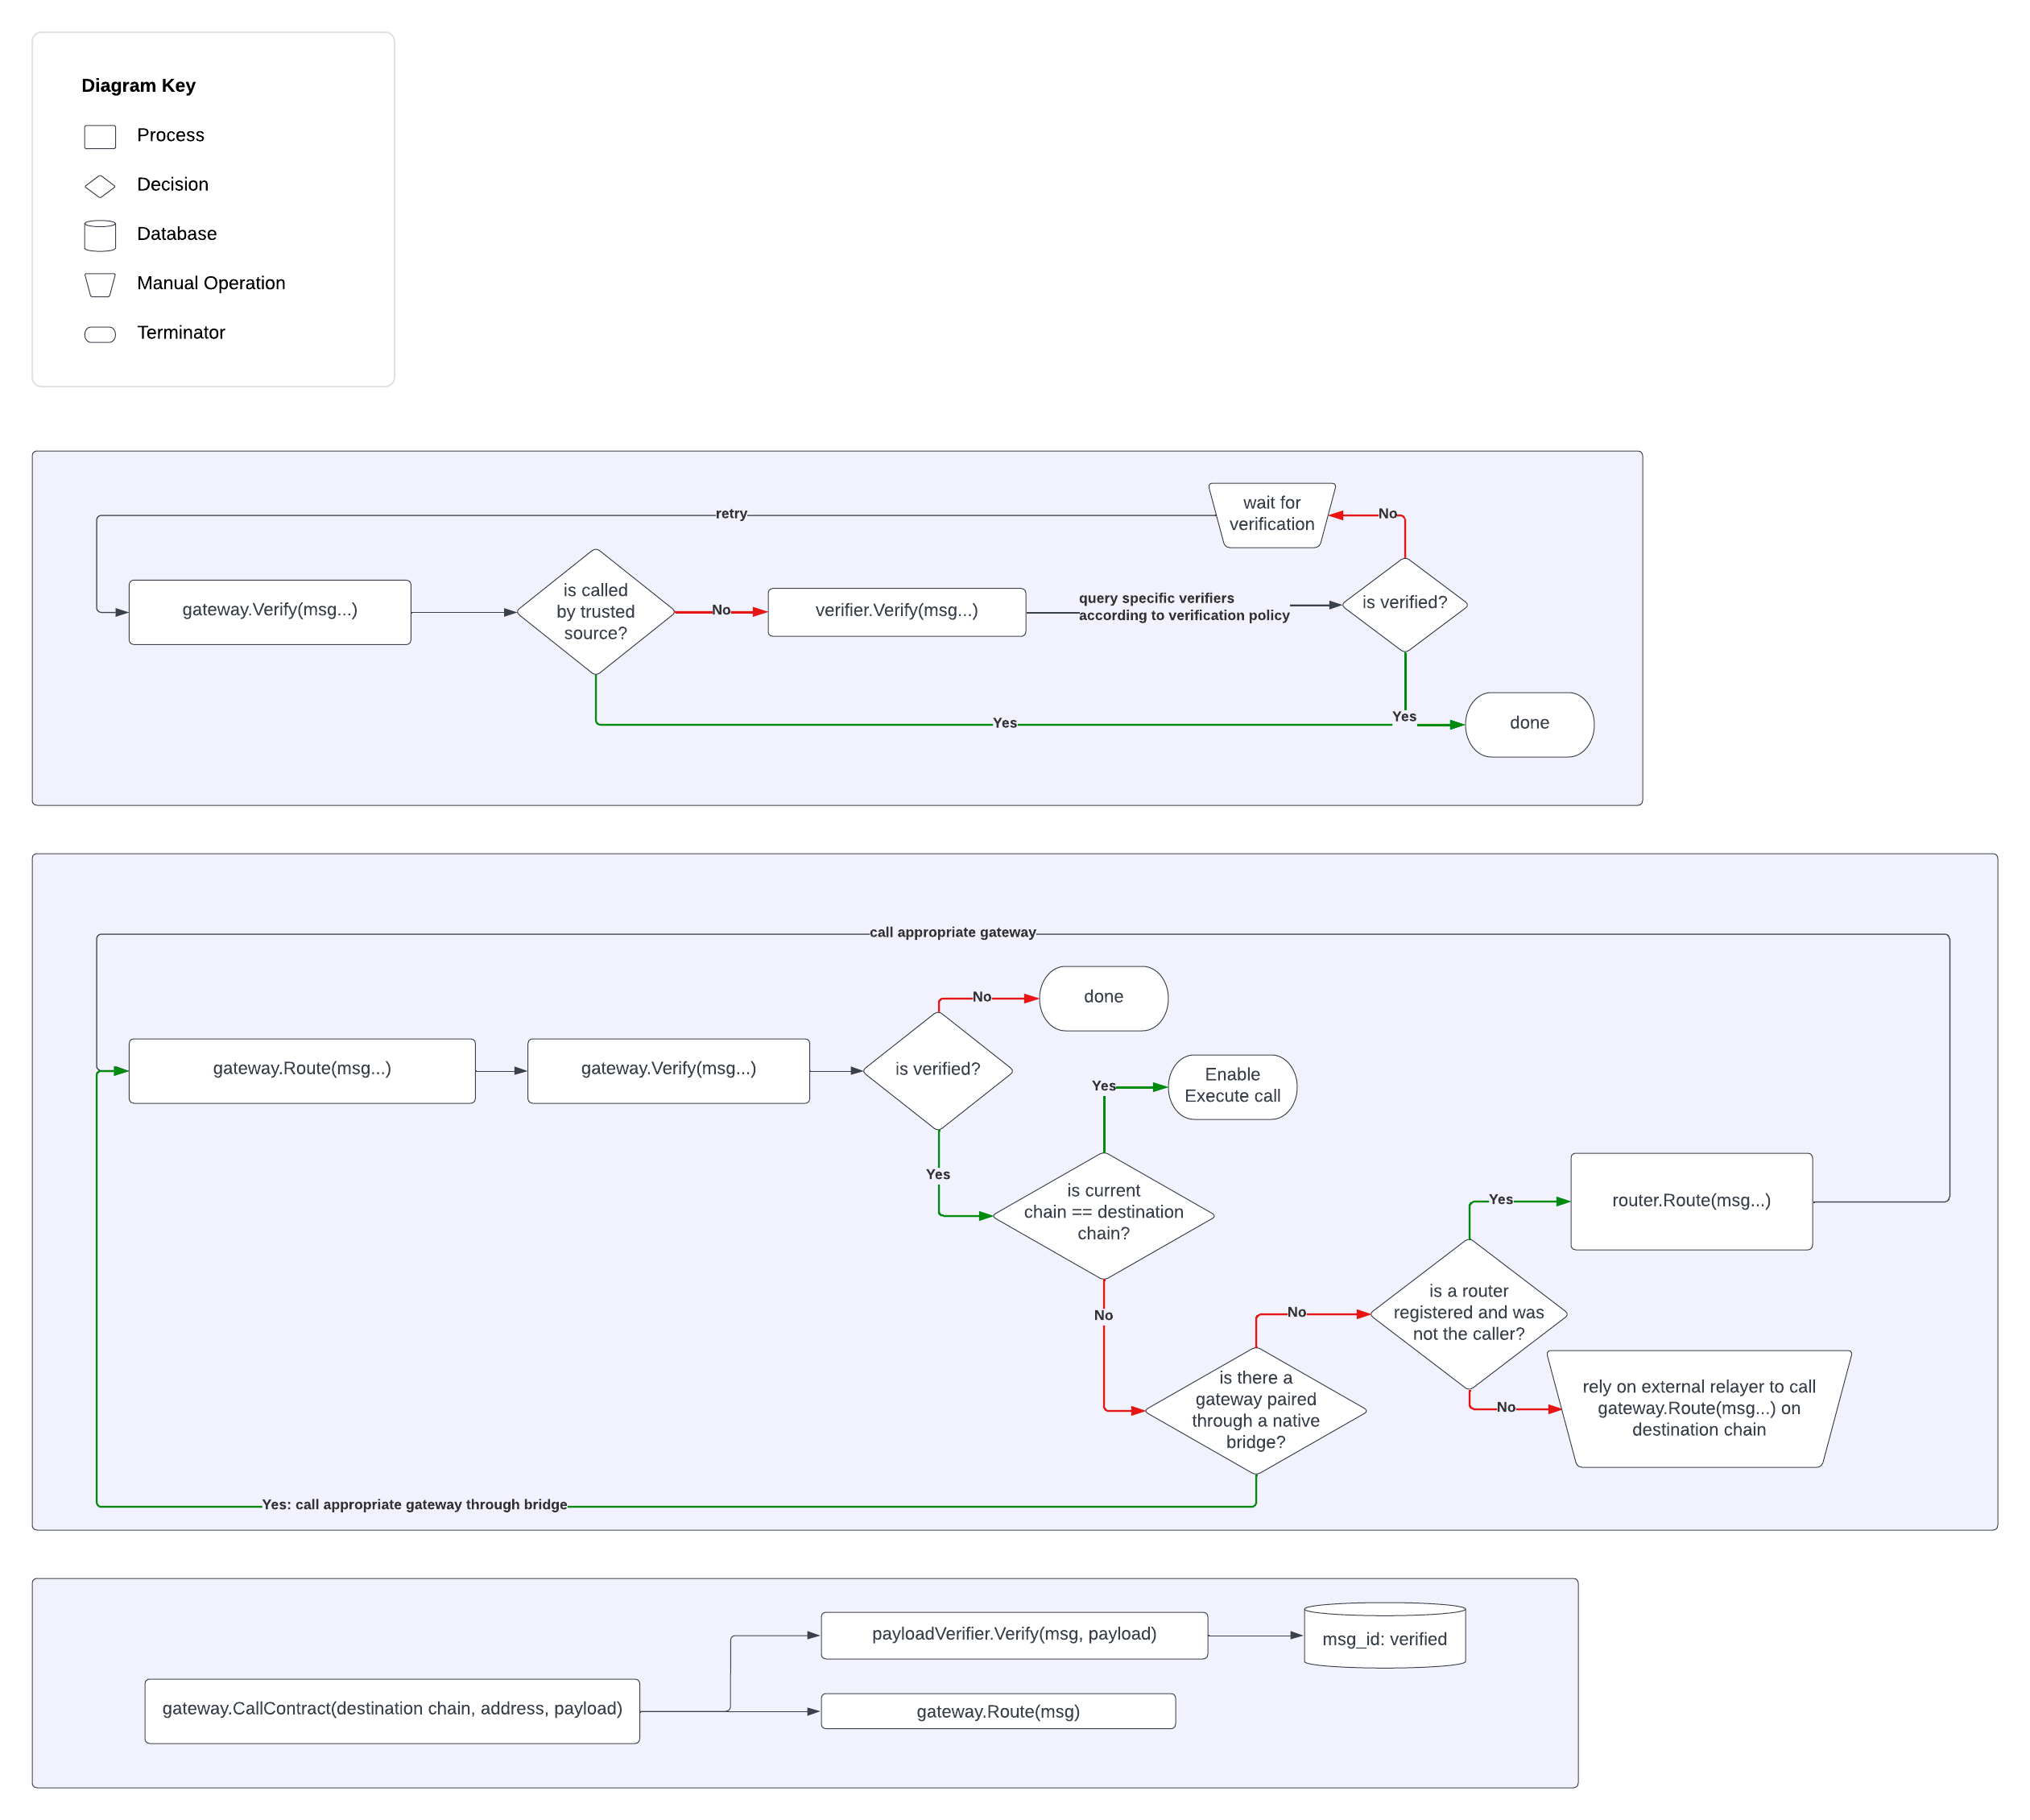 Diagram Key
Process
Decision
Database
Manual Operation
Terminator
wait for
verification
No
retry
gateway.Verify(msg...)
is called
by trusted
source?
No
verifier.Verify(msg...)
query specific verifiers
according to verification policy
is verified?
Yes
Yes
done
call appropriate gateway
No
done
gateway.Route(msg...)
gateway.Verify(msg...)
is verified?
Yes
Enable
Execute call
Yes
is current
chain == destination
chain?
Yes
router.Route(msg...)
No
No
is a router
registered and was
not the caller?
is there a
gateway paired
through a native
bridge?
No
rely on external relayer to call
gateway.Route(msg...) on
destination chain
Yes: call appropriate gateway through bridge
payloadVerifier.Verify(msg, payload)
msg_id: verified
gateway.CallContract(destination chain, address, payload)
gateway.Route(msg)